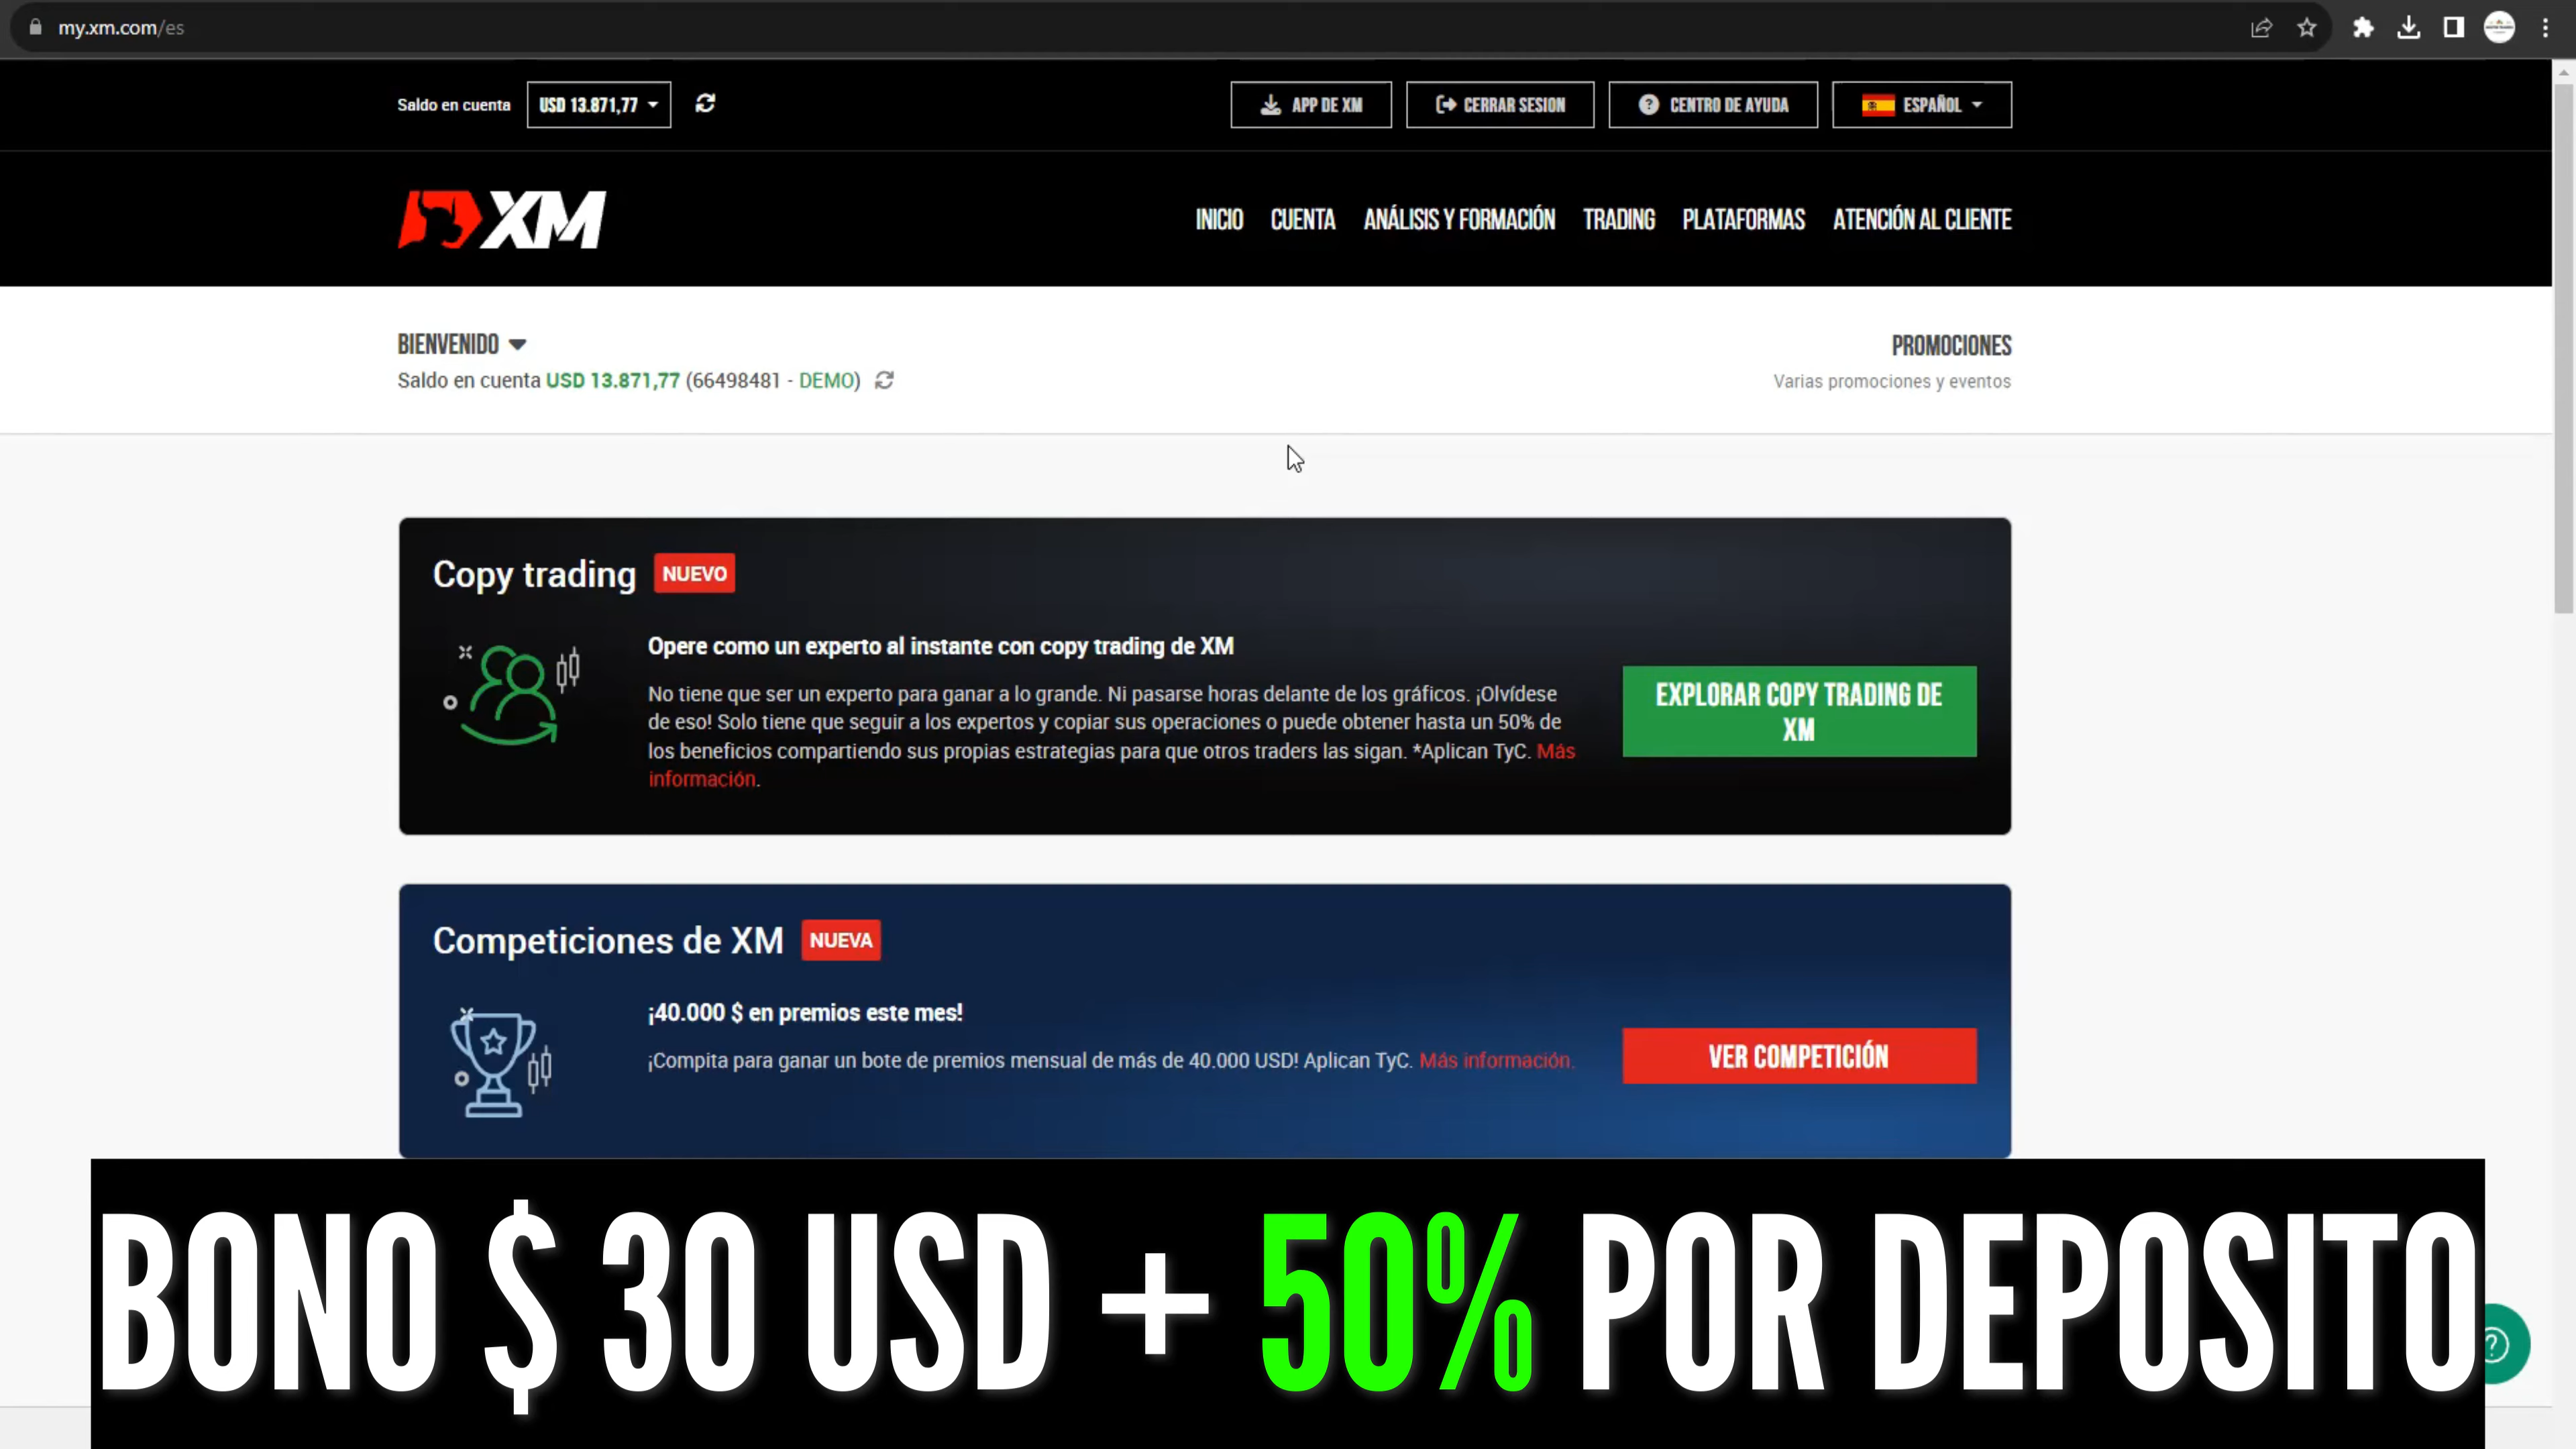 my.xm.com/es
Saldo en cuenta
USD 13.871,77
APP DE XM
CERRAR SESION
CENTRO DE AYUDA
ESPAÑOL
XM
INICIO
CUENTA
ANÁLISIS Y FORMACIÓN
TRADING
PLATAFORMAS
ATENCIÓN AL CLIENTE
BIENVENIDO
Saldo en cuenta USD 13.871,77 (66498481 - DEMO)
PROMOCIONES
Varias promociones y eventos
Copy trading
NUEVO
Opere como un experto al instante con copy trading de XM
No tiene que ser un experto para ganar a lo grande. Ni pasarse horas delante de los gráficos. ¡Olvídese
de eso! Solo tiene que seguir a los expertos y copiar sus operaciones o puede obtener hasta un 50% de
los beneficios compartiendo sus propias estrategias para que otros traders las sigan. *Aplican TyC. Más
información.
EXPLORAR COPY TRADING DE
XM
Competiciones de XM
NUEVA
¡40.000 $ en premios este mes!
¡Compita para ganar un bote de premios mensual de más de 40.000 USD! Aplican TyC. Más información.
VER COMPETICIÓN
BONO $ 30 USD + 50% POR DEPOSITO